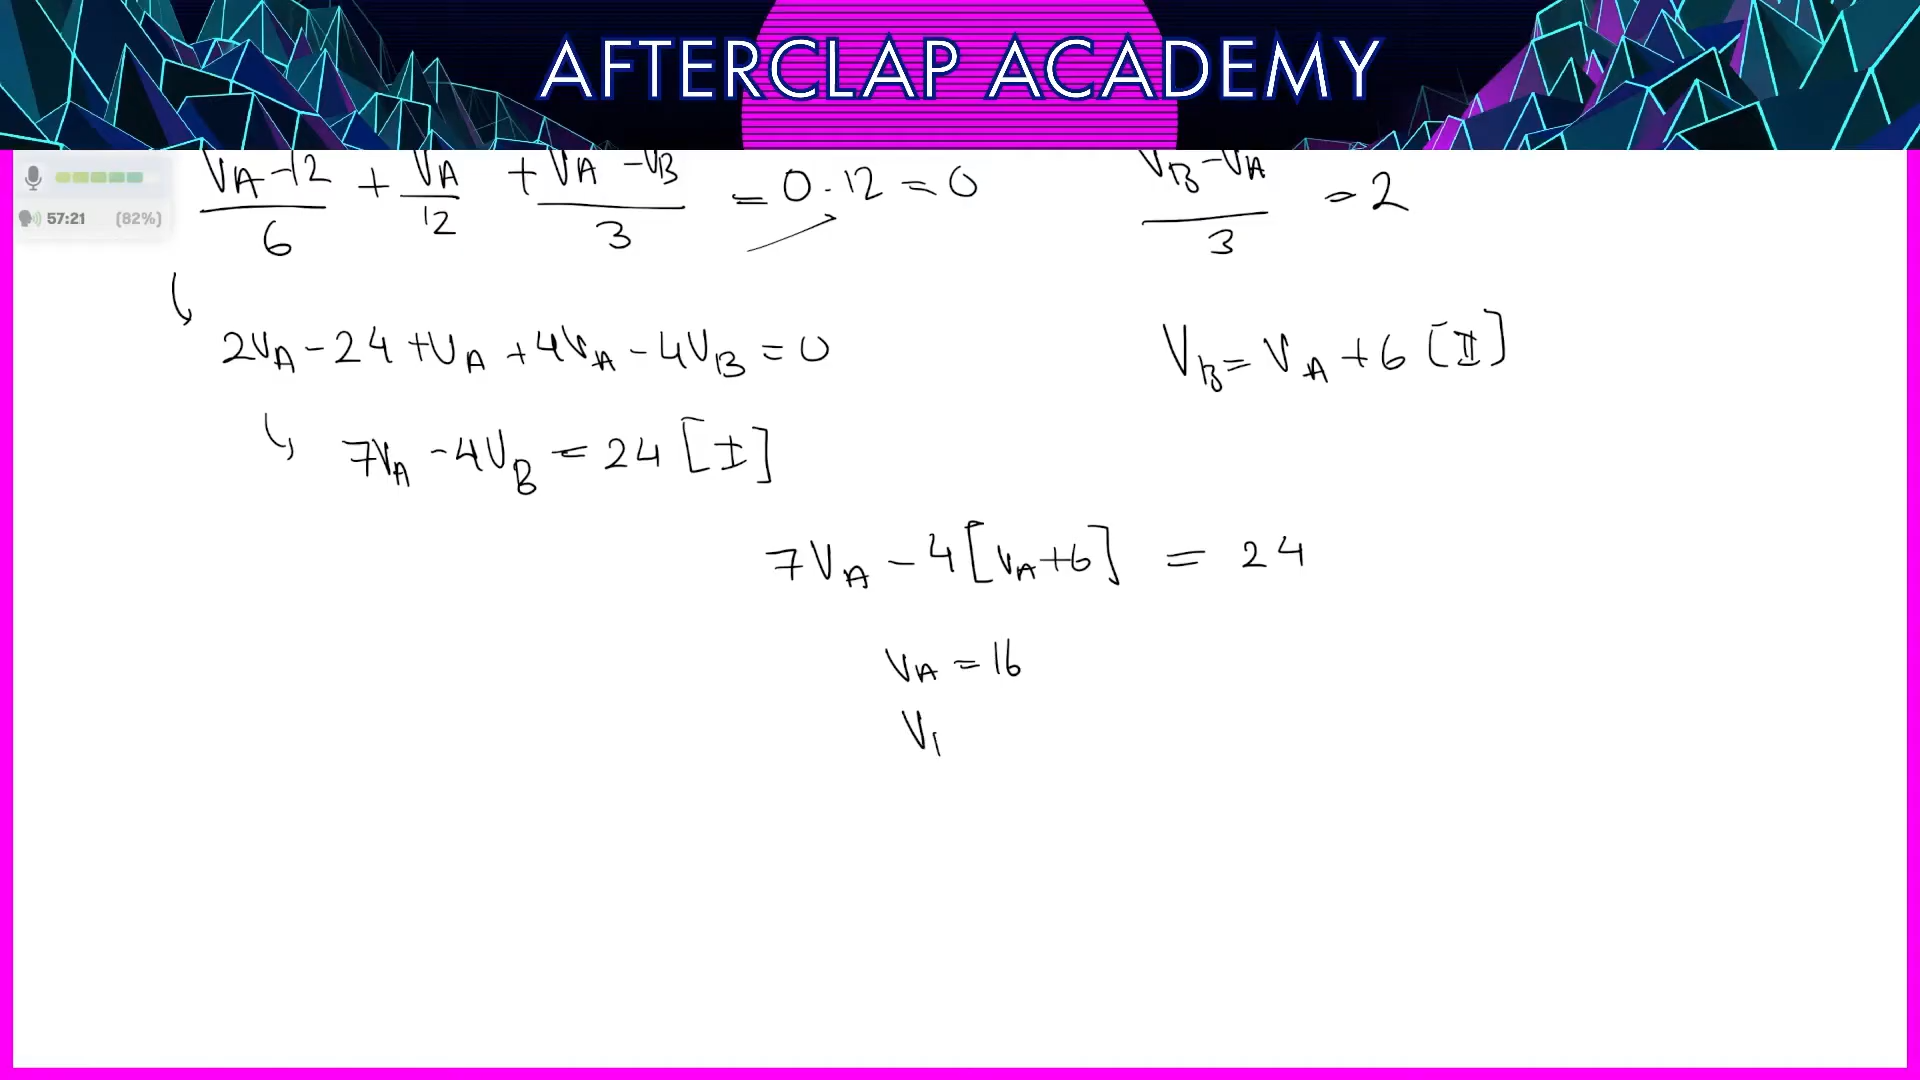 AFTERCLAP ACADEMY
57:21 (82%)
VA-12/6 + VA/12 + VA-VB/3 = 0.12=0
VB-VA/3 = 2
2VA-24+VA+4VA-4VB=0
VB=VA+6 [II]
7VA-4VB=24 [I]
7VA-4[VA+6] = 24
VA=16
V